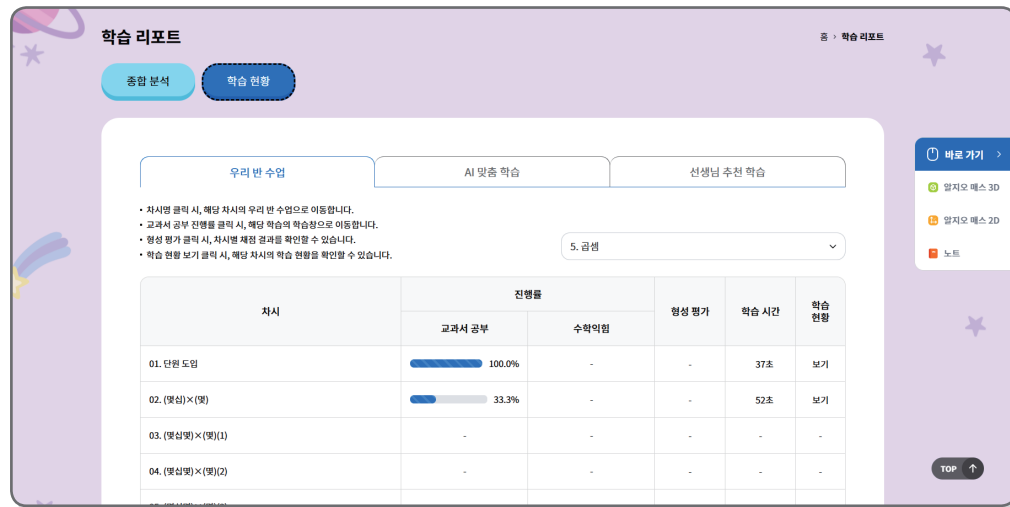 학습 리포트
홈 › 학습 리포트
종합 분석
학습 현황
우리 반 수업
AI 맞춤 학습
선생님 추천 학습
• 차시명 클릭 시, 해당 차시의 우리 반 수업으로 이동합니다.
• 교과서 공부 진행률 클릭 시, 해당 학습의 학습창으로 이동합니다.
• 형성 평가 클릭 시, 차시별 채점 결과를 확인할 수 있습니다.
• 학습 현황 보기 클릭 시, 해당 차시의 학습 현황을 확인할 수 있습니다.
5. 곱셈
차시 진행률 형성 평가 학습 시간 학습
현황
교과서 공부 수학익힘
01. 단원 도입 100.0% - - 37초 보기
02. (몇십)×(몇) 33.3% - - 52초 보기
03. (몇십몇)×(몇)(1) - - - - -
04. (몇십몇)×(몇)(2) - - - - -
바로 가기 >
알지오 매스 3D
알지오 매스 2D
노트
TOP ↑